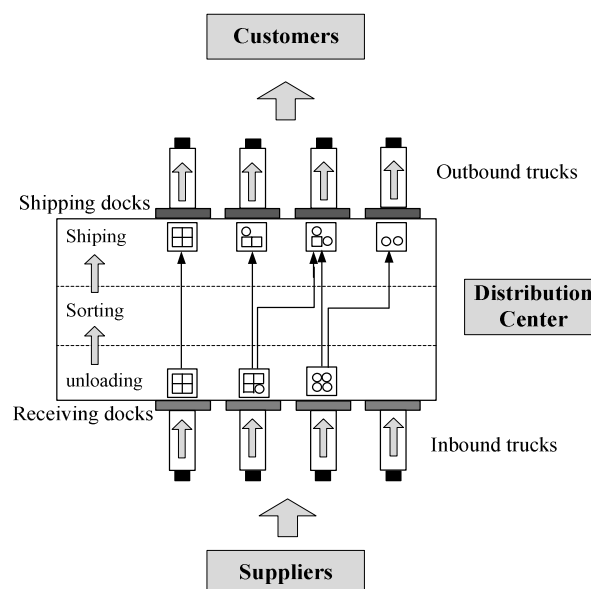 Customers
Outbound trucks
Shipping docks
Shiping
Distribution
Center
Sorting
unloading
Receiving docks
Inbound trucks
Suppliers